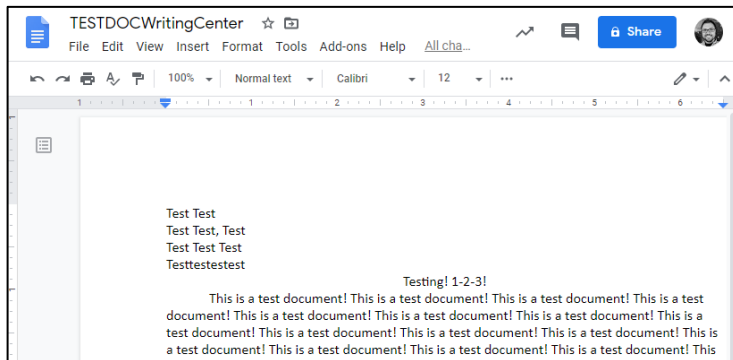 TESTDOCWritingCenter
File Edit View Insert Format Tools Add-ons Help All cha...
Share
100% Normal text Calibri 12
1 1 2 3 4 5 6
Test Test
Test Test, Test
Test Test Test
Testtestestest
Testing! 1-2-3!
This is a test document! This is a test document! This is a test document! This is a test
document! This is a test document! This is a test document! This is a test document! This is a
test document! This is a test document! This is a test document! This is a test document! This is
a test document! This is a test document! This is a test document! This is a test document! This